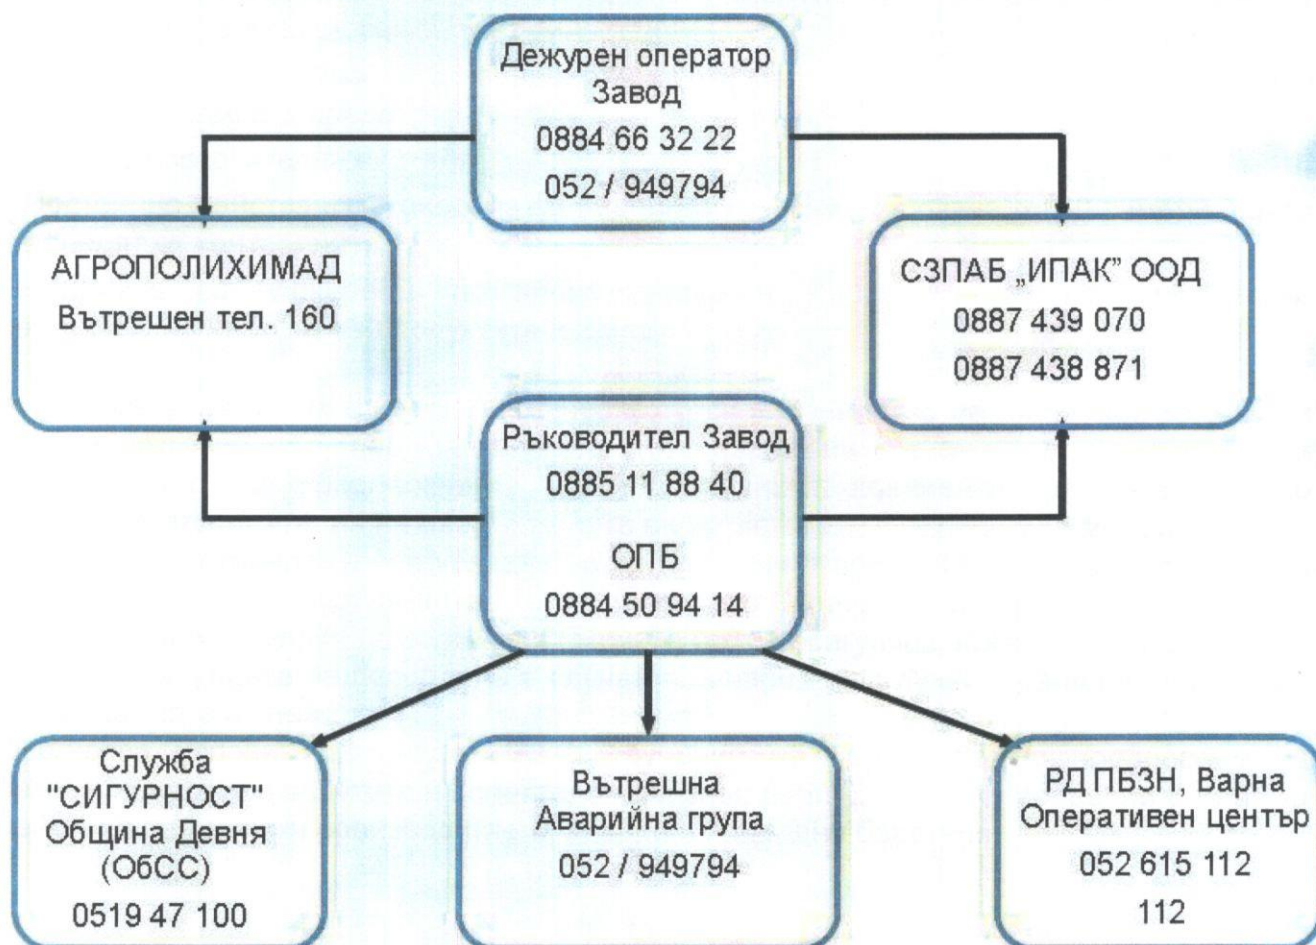 Дежурен оператор
Завод
0884 66 32 22
052 / 949794
АГРОПОЛИХИМАД
Вътрешен тел. 160
СЗПАБ „ИПАК” ООД
0887 439 070
0887 438 871
Ръководител Завод
0885 11 88 40
ОПБ
0884 50 94 14
Служба
"СИГУРНОСТ"
Община Девня
(ОбСС)
0519 47 100
Вътрешна
Аварийна група
052 / 949794
РД ПБЗН, Варна
Оперативен център
052 615 112
112